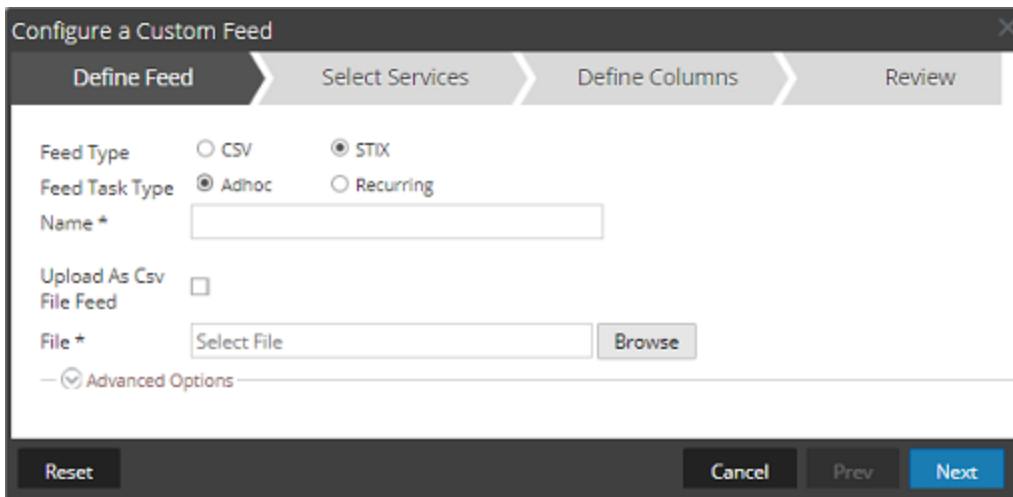 Configure a Custom Feed
Define Feed Select Services Define Columns Review
Feed Type CSV STIX
Feed Task Type Adhoc Recurring
Name *
Upload As Csv
File Feed
File * Select File Browse
Advanced Options
Reset Cancel Prev Next